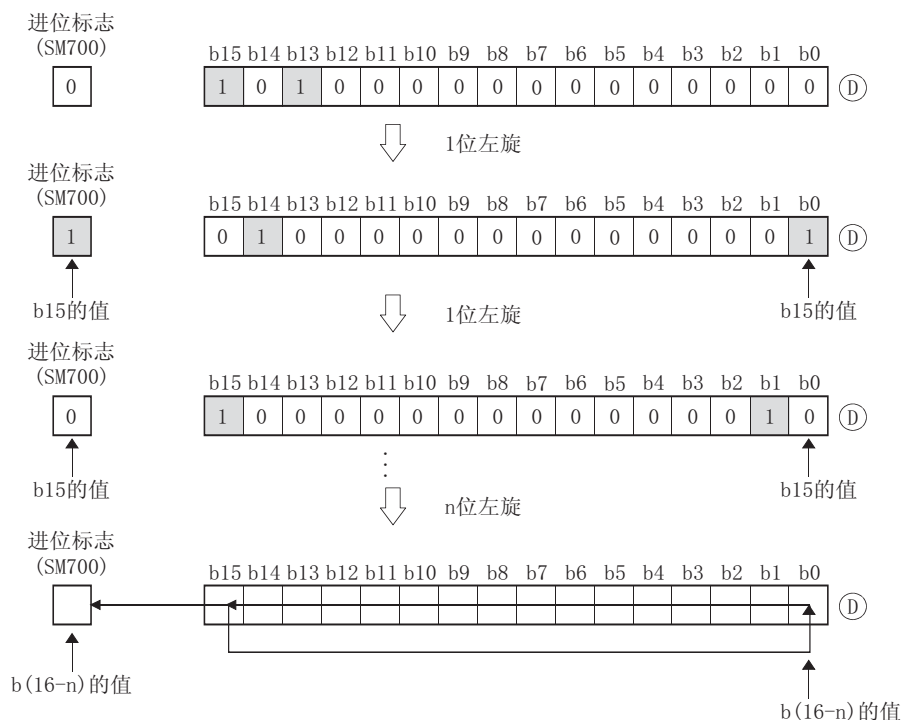 进位标志
(SM700)
b15 b14 b13 b12 b11 b10 b9 b8 b7 b6 b5 b4 b3 b2 b1 b0
0 1 0 1 0 0 0 0 0 0 0 0 0 0 0 0 0 D
1位左旋
进位标志
(SM700)
b15 b14 b13 b12 b11 b10 b9 b8 b7 b6 b5 b4 b3 b2 b1 b0
1 0 1 0 0 0 0 0 0 0 0 0 0 0 0 0 1 D
b15的值 b15的值
1位左旋
进位标志
(SM700)
b15 b14 b13 b12 b11 b10 b9 b8 b7 b6 b5 b4 b3 b2 b1 b0
0 1 0 0 0 0 0 0 0 0 0 0 0 0 0 1 0 D
b15的值 b15的值
n位左旋
进位标志
(SM700)
b15 b14 b13 b12 b11 b10 b9 b8 b7 b6 b5 b4 b3 b2 b1 b0
D
b(16-n)的值
b(16-n)的值